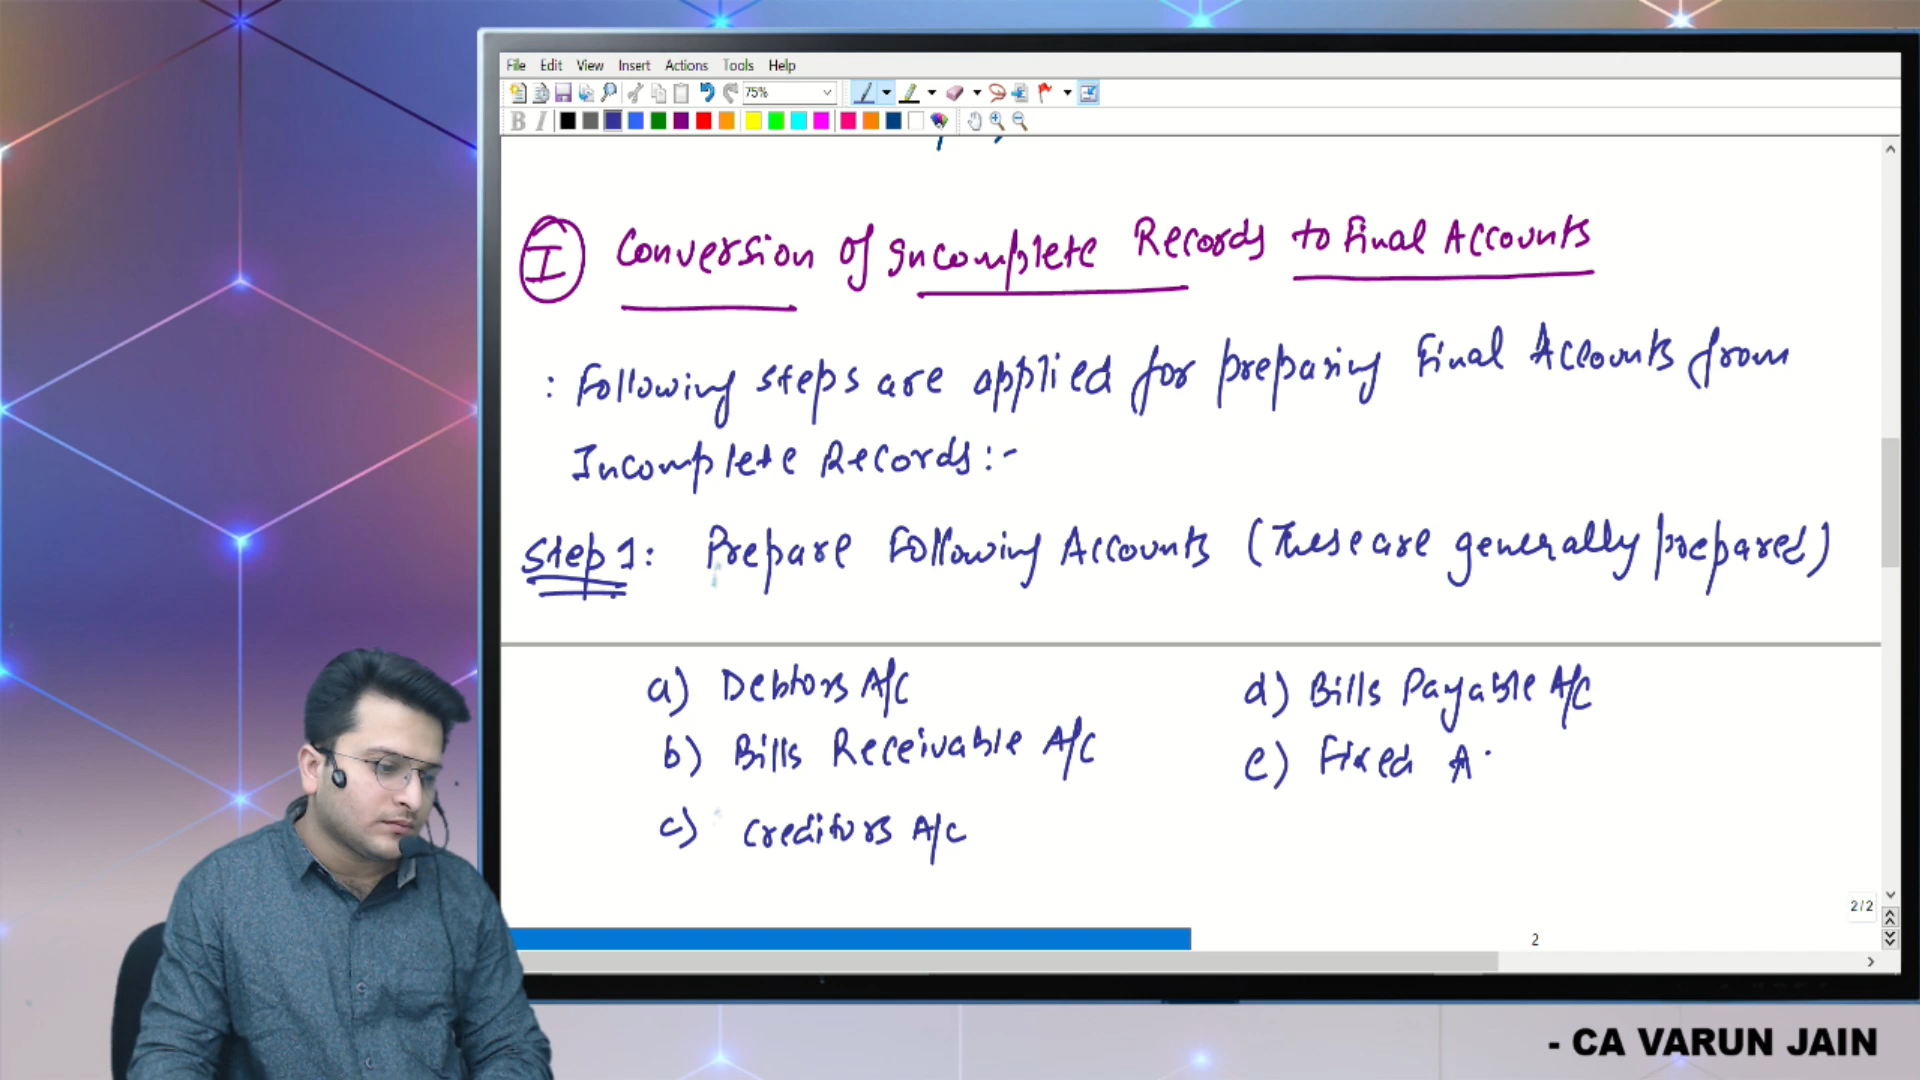 File Edit View Insert Actions Tools Help
75%
B I
I Conversion of Incomplete Records to Final Accounts
: Following steps are applied for preparing Final Accounts from
Incomplete Records:-
Step 1: Prepare Following Accounts (These are generally prepared)
a) Debtors A/C
b) Bills Receivable A/C
c) Creditors A/C
d) Bills Payable A/C
e) Fixed A
2/2
2
- CA VARUN JAIN